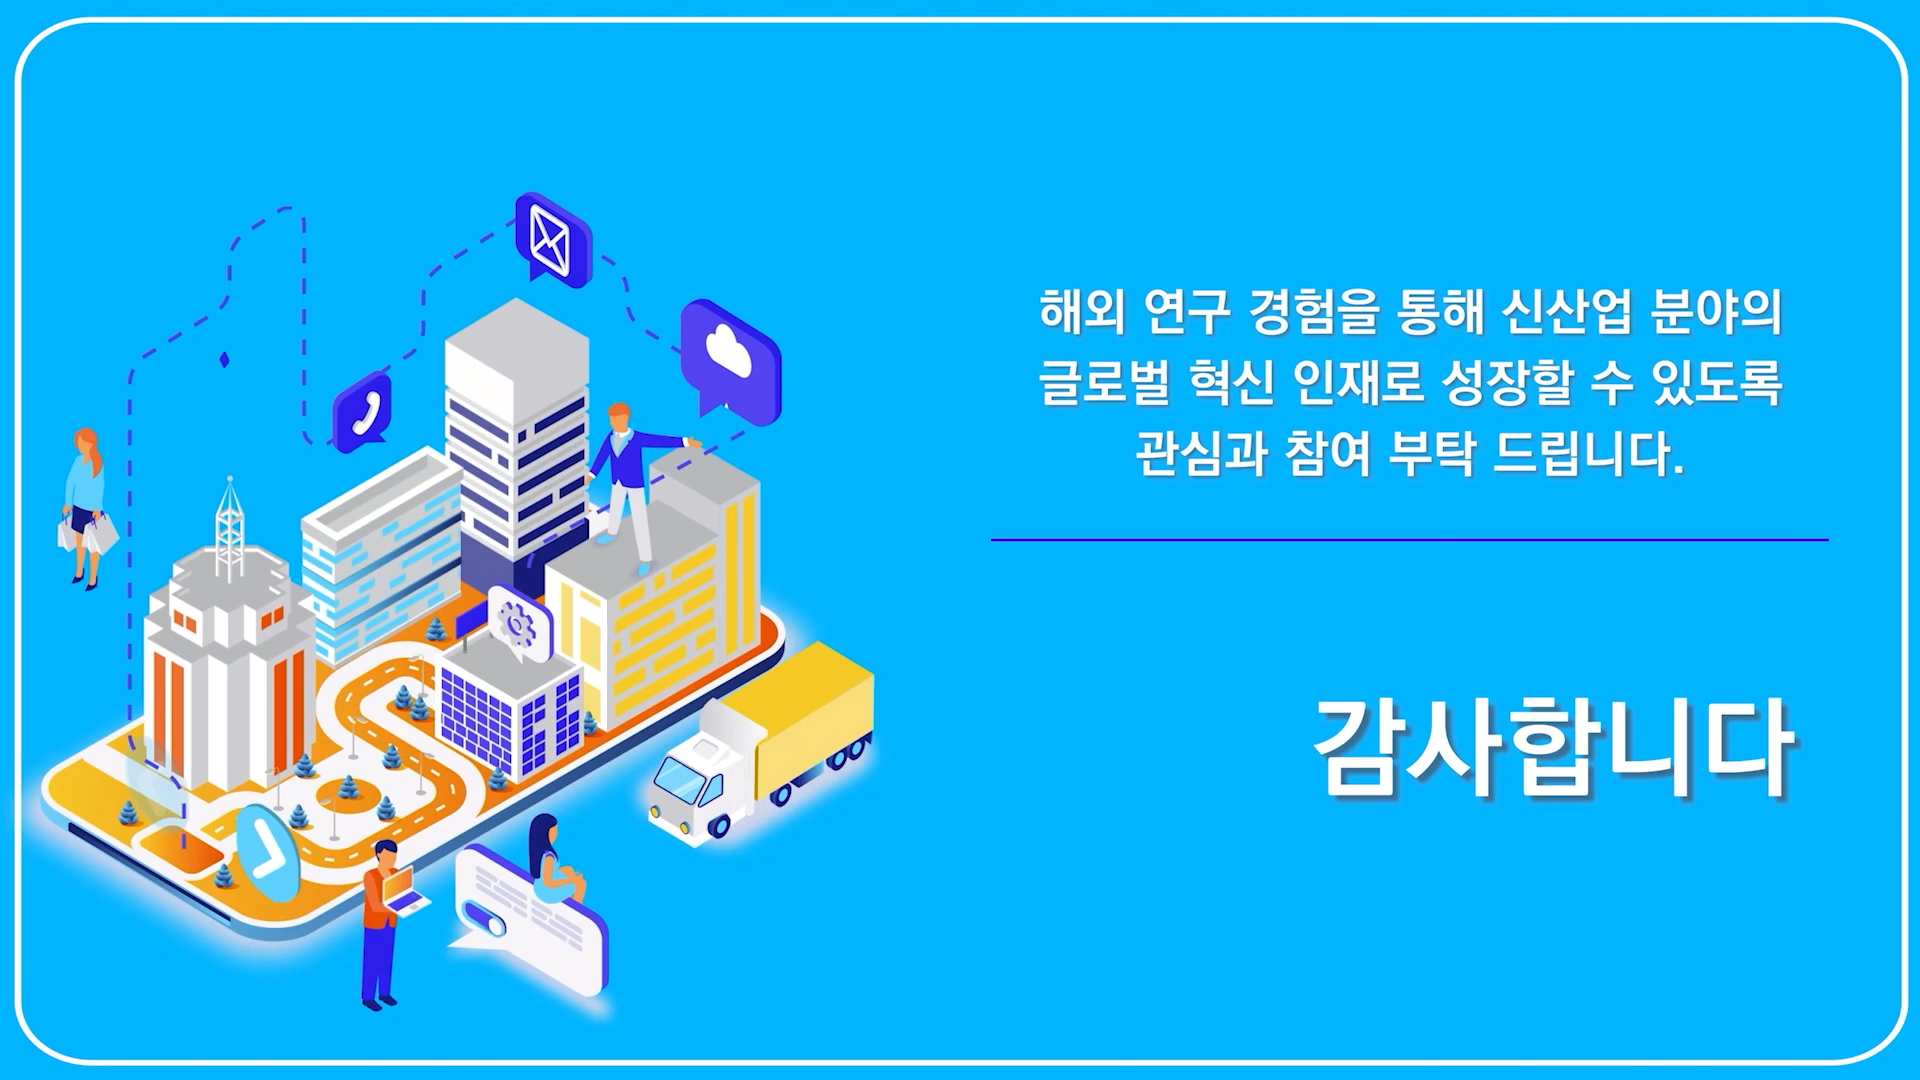 해외 연구 경험을 통해 신산업 분야의
글로벌 혁신 인재로 성장할 수 있도록
관심과 참여 부탁 드립니다.
감사합니다